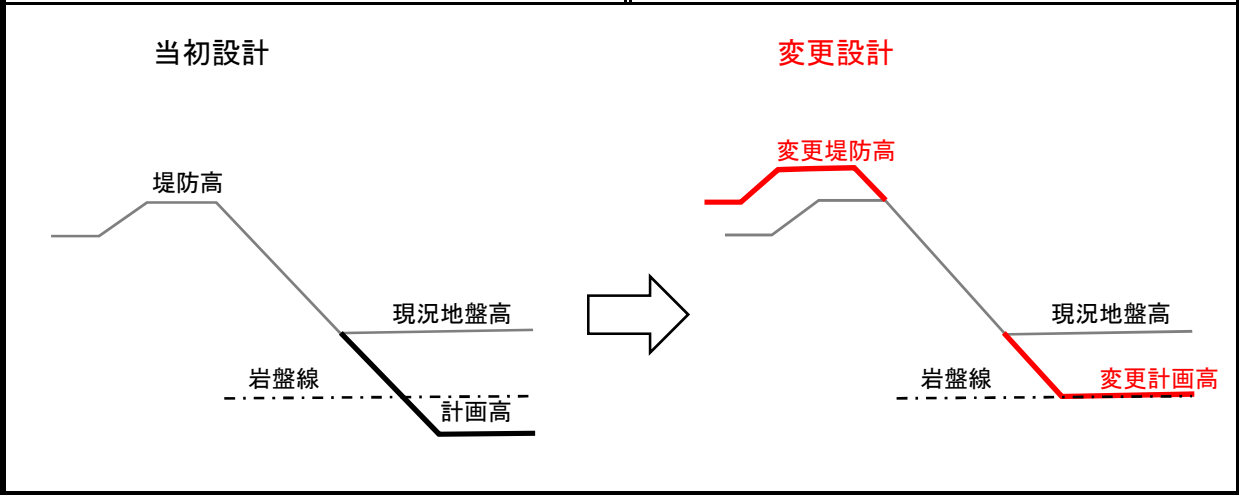 当初設計
堤防高
現況地盤高
岩盤線
計画高
変更設計
変更堤防高
現況地盤高
岩盤線
変更計画高